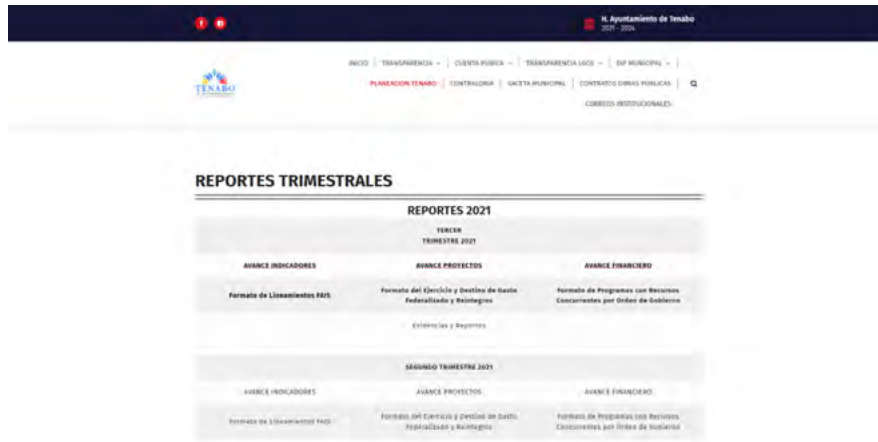 H. Ayuntamiento de Tenabo
2021 - 2024
INICIO TRANSPARENCIA CUENTA PÚBICA TRANSPARENCIA LGCG DIF MUNICIPAL
TENABO
PLANEACION TENABO CONTRALORIA GACETA MUNICIPAL CONTRATOS OBRAS PUBLICAS
CORREOS INSTITUCIONALES
REPORTES TRIMESTRALES
REPORTES 2021
TERCER
TRIMESTRE 2021
AVANCE INDICADORES AVANCE PROYECTOS AVANCE FINANCIERO
Formato de Lineamientos FAIS Formato del Ejercicio y Destino de Gasto Formato de Programas con Recursos
Federalizado y Reintegros Concurrentes por Orden de Gobierno
Evidencias y Reportes
SEGUNDO TRIMESTRE 2021
AVANCE INDICADORES AVANCE PROYECTOS AVANCE FINANCIERO
Formato de Lineamientos FAIS Formato del Ejercicio y Destino de Gasto Formato de Programas con Recursos
Federalizado y Reintegros Concurrentes por Orden de Gobierno